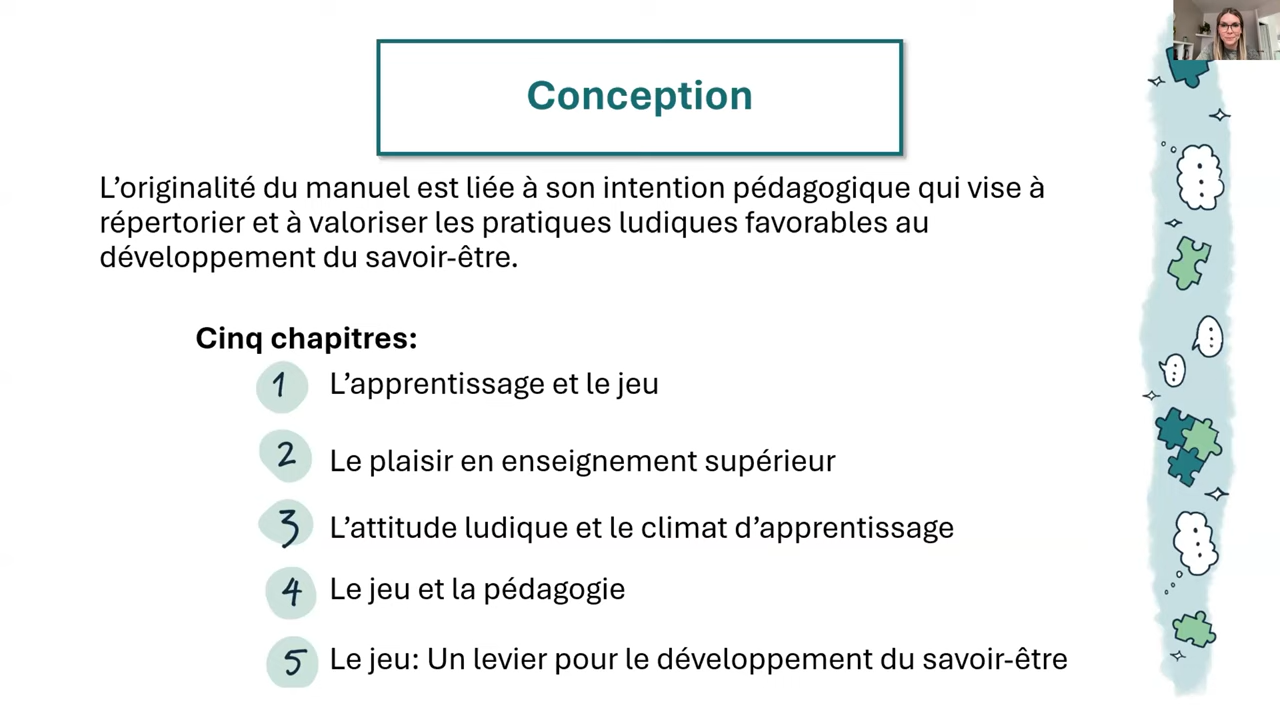 Conception
L’originalité du manuel est liée à son intention pédagogique qui vise à
répertorier et à valoriser les pratiques ludiques favorables au
développement du savoir-être.
Cinq chapitres:
1 L’apprentissage et le jeu
2 Le plaisir en enseignement supérieur
3 L’attitude ludique et le climat d’apprentissage
4 Le jeu et la pédagogie
5 Le jeu: Un levier pour le développement du savoir-être